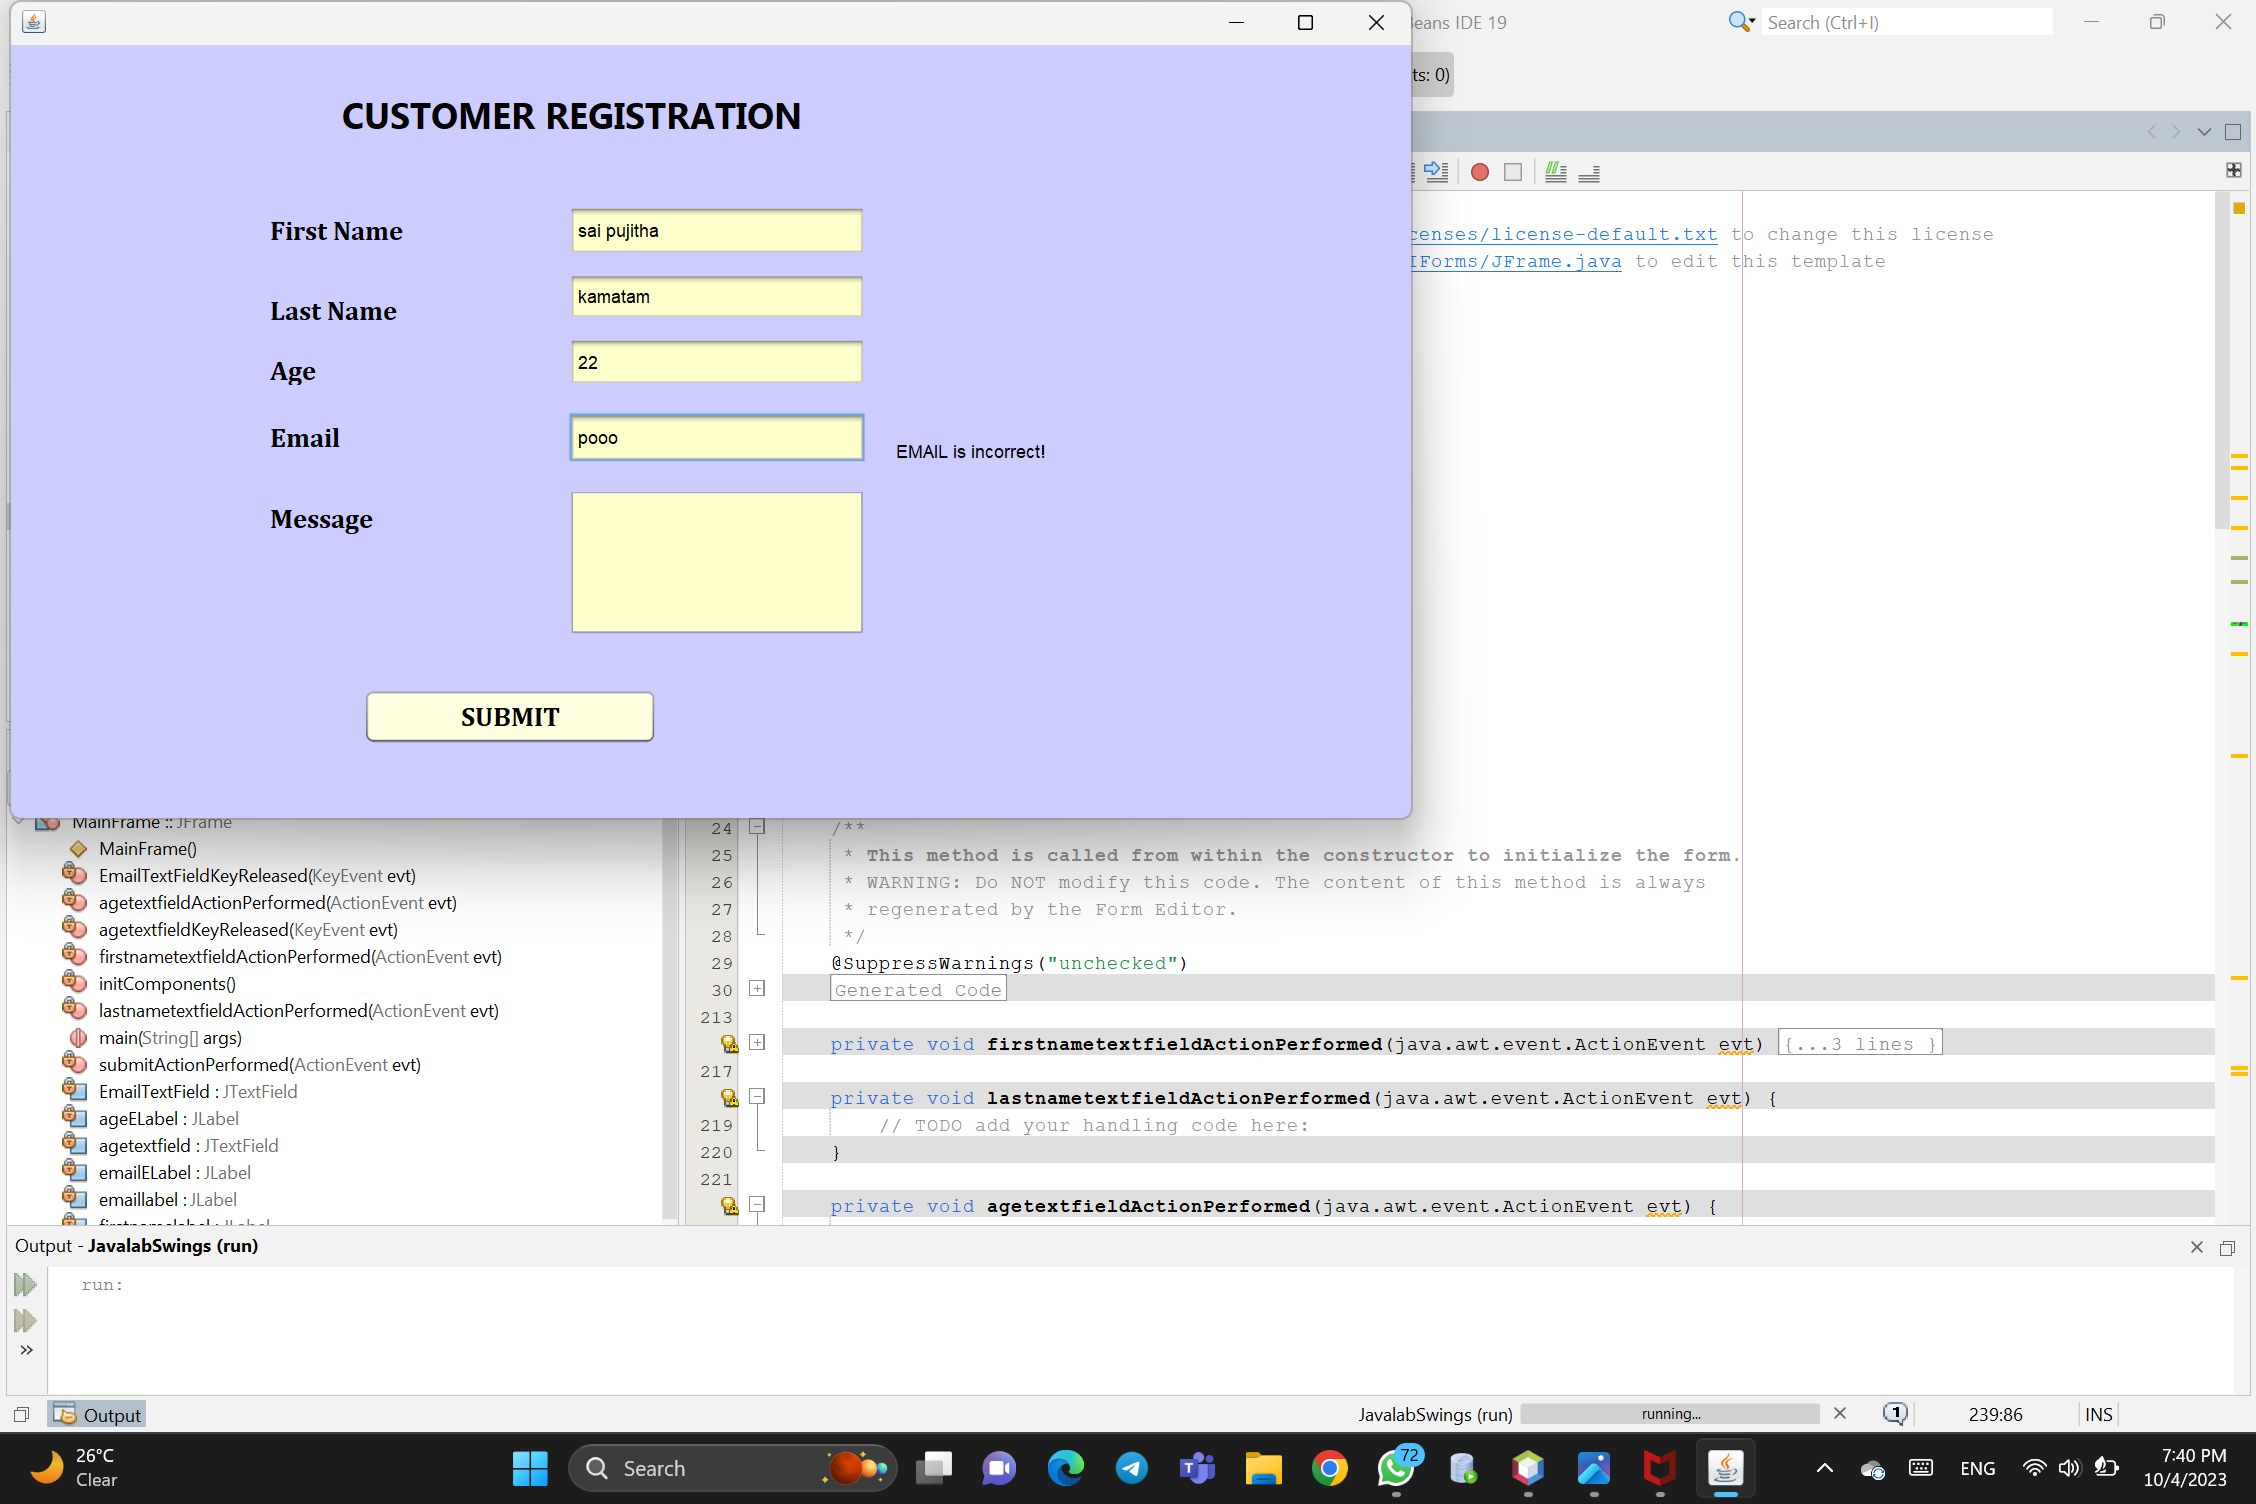 Beans IDE 19
Search (Ctrl+I)
ts: 0)
CUSTOMER REGISTRATION
First Name
sai pujitha
Last Name
kamatam
Age
22
Email
pooo
EMAIL is incorrect!
Message
SUBMIT
censes/license-default.txt to change this license
IForms/JFrame.java to edit this template
MainFrame :: JFrame
MainFrame()
EmailTextFieldKeyReleased(KeyEvent evt)
agetextfieldActionPerformed(ActionEvent evt)
agetextfieldKeyReleased(KeyEvent evt)
firstnametextfieldActionPerformed(ActionEvent evt)
initComponents()
lastnametextfieldActionPerformed(ActionEvent evt)
main(String[] args)
submitActionPerformed(ActionEvent evt)
EmailTextField : JTextField
ageELabel : JLabel
agetextfield : JTextField
emailELabel : JLabel
emaillabel : JLabel
24 /**
25 * This method is called from within the constructor to initialize the form.
26 * WARNING: Do NOT modify this code. The content of this method is always
27 * regenerated by the Form Editor.
28 */
29 @SuppressWarnings("unchecked")
30 Generated Code
213
private void firstnametextfieldActionPerformed(java.awt.event.ActionEvent evt) {...3 lines }
217
private void lastnametextfieldActionPerformed(java.awt.event.ActionEvent evt) {
219 // TODO add your handling code here:
220 }
221
private void agetextfieldActionPerformed(java.awt.event.ActionEvent evt) {
Output - JavalabSwings (run)
run:
Output
JavalabSwings (run)
running...
1
239:86
INS
26°C
Clear
Search
72
ENG
7:40 PM
10/4/2023